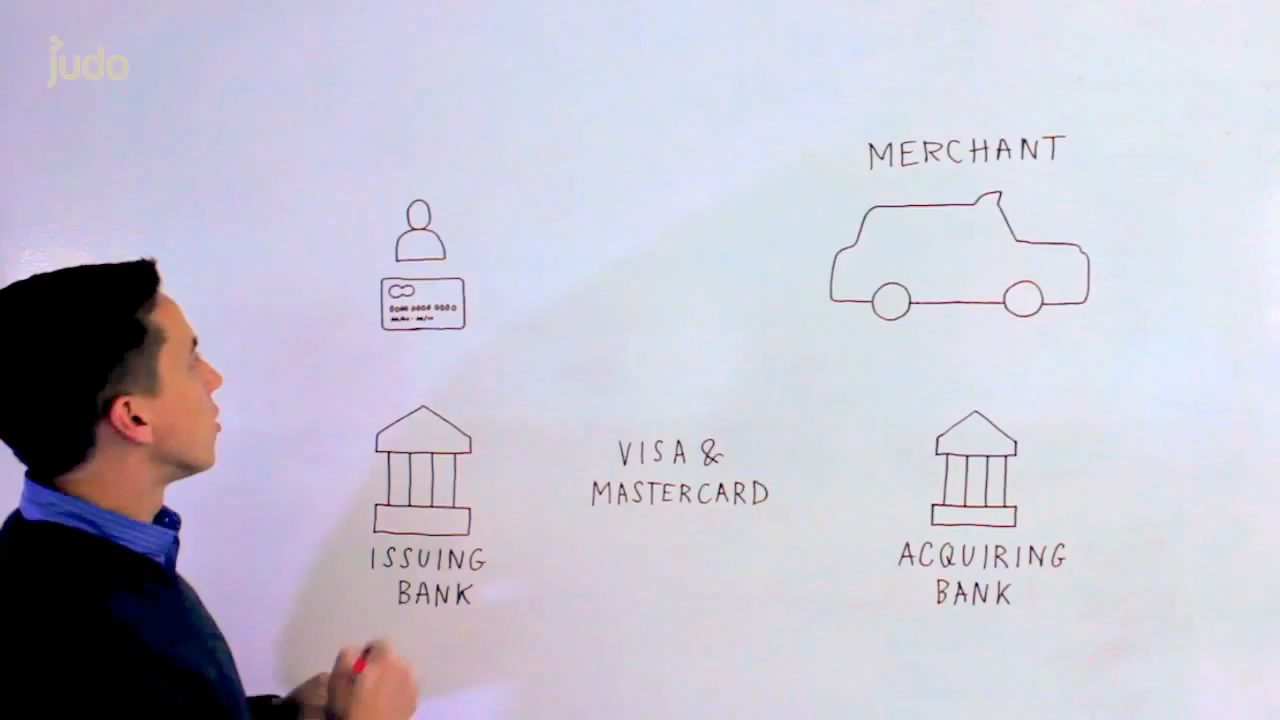 judo
MERCHANT
VISA &
MASTERCARD
ISSUING
BANK
ACQUIRING
BANK